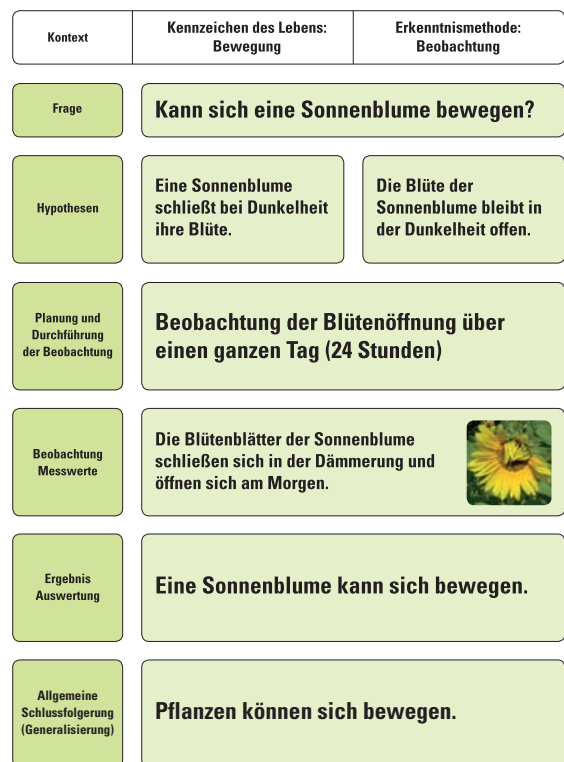 Kontext
Kennzeichen des Lebens:
Bewegung
Erkenntnismethode:
Beobachtung
Frage
Kann sich eine Sonnenblume bewegen?
Hypothesen
Eine Sonnenblume
schließt bei Dunkelheit
ihre Blüte.
Die Blüte der
Sonnenblume bleibt in
der Dunkelheit offen.
Planung und
Durchführung
der Beobachtung
Beobachtung der Blütenöffnung über
einen ganzen Tag (24 Stunden)
Beobachtung
Messwerte
Die Blütenblätter der Sonnenblume
schließen sich in der Dämmerung und
öffnen sich am Morgen.
Ergebnis
Auswertung
Eine Sonnenblume kann sich bewegen.
Allgemeine
Schlussfolgerung
(Generalisierung)
Pflanzen können sich bewegen.